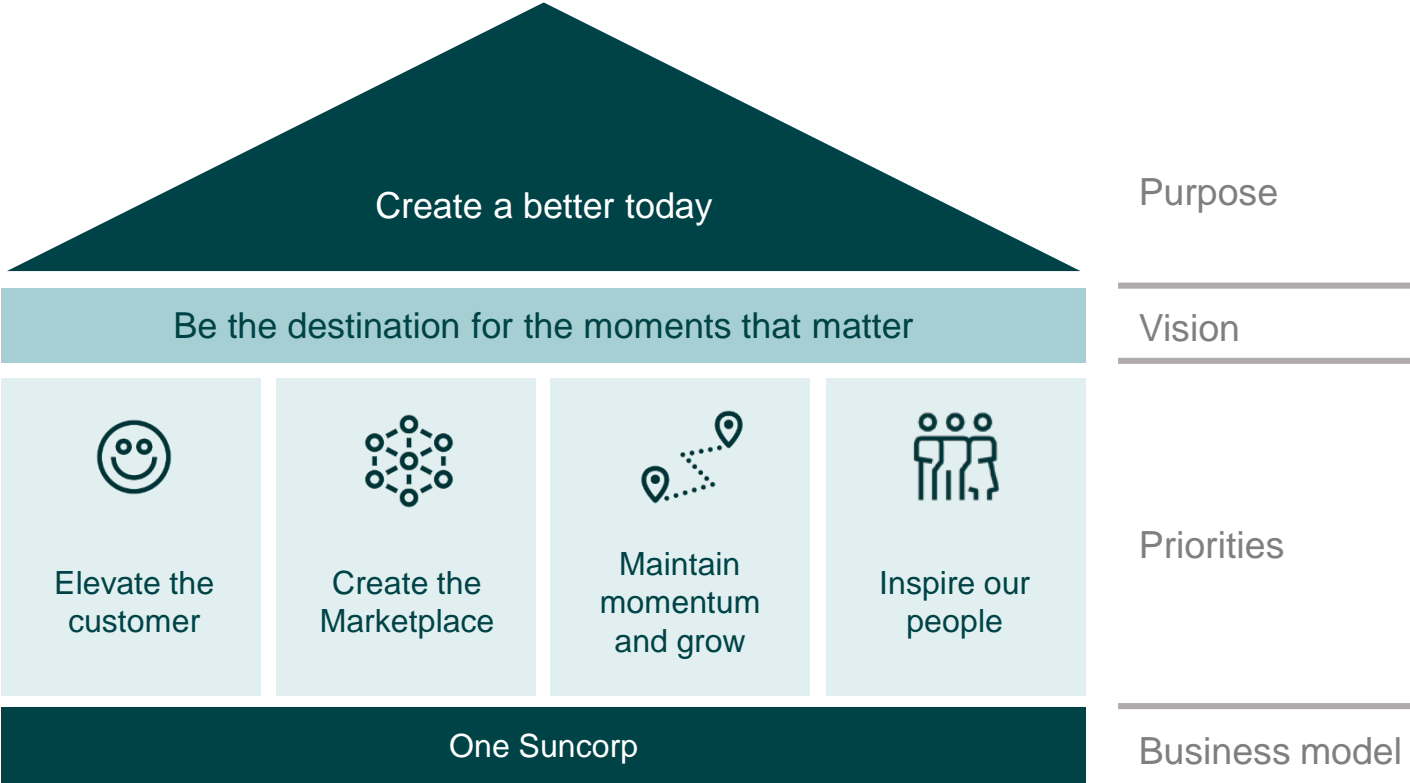 Create a better today
Purpose
Be the destination for the moments that matter
Vision
Elevate the
customer
Create the
Marketplace
Maintain
momentum
and grow
Inspire our
people
Priorities
One Suncorp
Business model